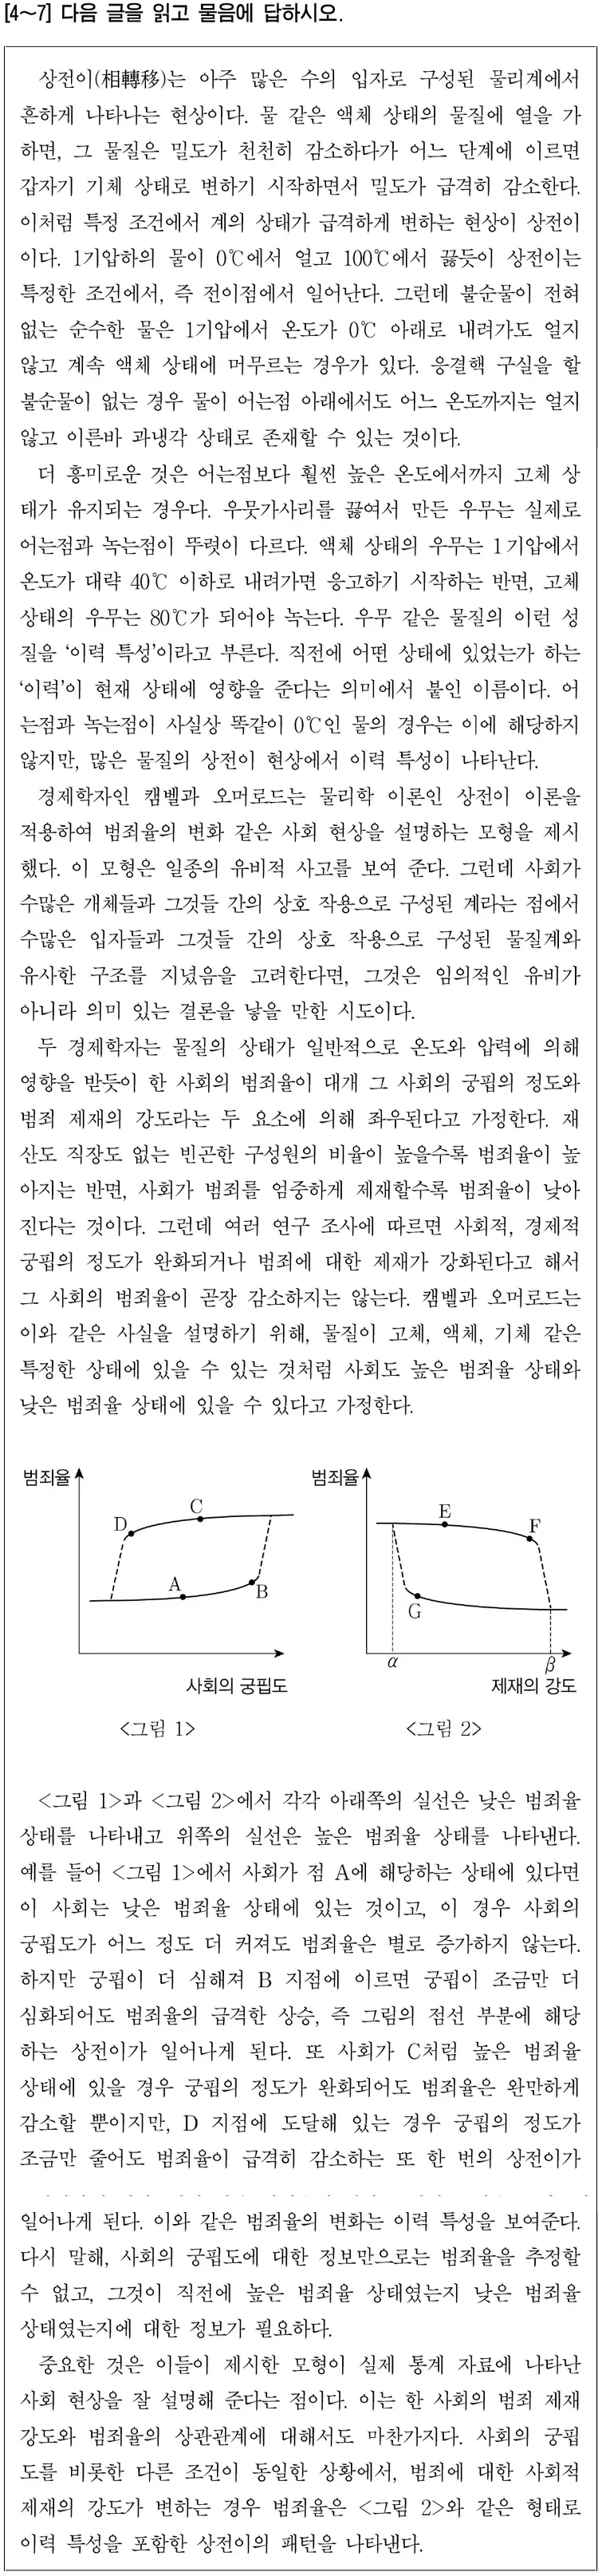 [4～7] 다음 글을 읽고 물음에 답하시오.
상전이(相轉移)는 아주 많은 수의 입자로 구성된 물리계에서
흔하게 나타나는 현상이다. 물 같은 액체 상태의 물질에 열을 가
하면, 그 물질은 밀도가 천천히 감소하다가 어느 단계에 이르면
갑자기 기체 상태로 변하기 시작하면서 밀도가 급격히 감소한다.
이처럼 특정 조건에서 계의 상태가 급격하게 변하는 현상이 상전이
이다. 1기압하의 물이 0℃에서 얼고 100℃에서 끓듯이 상전이는
특정한 조건에서, 즉 전이점에서 일어난다. 그런데 불순물이 전혀
없는 순수한 물은 1기압에서 온도가 0℃ 아래로 내려가도 얼지
않고 계속 액체 상태에 머무르는 경우가 있다. 응결핵 구실을 할
불순물이 없는 경우 물이 어는점 아래에서도 어느 온도까지는 얼지
않고 이른바 과냉각 상태로 존재할 수 있는 것이다.
더 흥미로운 것은 어는점보다 훨씬 높은 온도에서까지 고체 상
태가 유지되는 경우다. 우뭇가사리를 끓여서 만든 우무는 실제로
어는점과 녹는점이 뚜렷이 다르다. 액체 상태의 우무는 1기압에서
온도가 대략 40℃ 이하로 내려가면 응고하기 시작하는 반면, 고체
상태의 우무는 80℃가 되어야 녹는다. 우무 같은 물질의 이런 성
질을 ‘이력 특성’이라고 부른다. 직전에 어떤 상태에 있었는가 하는
‘이력’이 현재 상태에 영향을 준다는 의미에서 붙인 이름이다. 어
는점과 녹는점이 사실상 똑같이 0℃인 물의 경우는 이에 해당하지
않지만, 많은 물질의 상전이 현상에서 이력 특성이 나타난다.
경제학자인 캠벨과 오머로드는 물리학 이론인 상전이 이론을
적용하여 범죄율의 변화 같은 사회 현상을 설명하는 모형을 제시
했다. 이 모형은 일종의 유비적 사고를 보여 준다. 그런데 사회가
수많은 개체들과 그것들 간의 상호 작용으로 구성된 계라는 점에서
수많은 입자들과 그것들 간의 상호 작용으로 구성된 물질계와
유사한 구조를 지녔음을 고려한다면, 그것은 임의적인 유비가
아니라 의미 있는 결론을 낳을 만한 시도이다.
두 경제학자는 물질의 상태가 일반적으로 온도와 압력에 의해
영향을 받듯이 한 사회의 범죄율이 대개 그 사회의 궁핍의 정도와
범죄 제재의 강도라는 두 요소에 의해 좌우된다고 가정한다. 재
산도 직장도 없는 빈곤한 구성원의 비율이 높을수록 범죄율이 높
아지는 반면, 사회가 범죄를 엄중하게 제재할수록 범죄율이 낮아
진다는 것이다. 그런데 여러 연구 조사에 따르면 사회적, 경제적
궁핍의 정도가 완화되거나 범죄에 대한 제재가 강화된다고 해서
그 사회의 범죄율이 곧장 감소하지는 않는다. 캠벨과 오머로드는
이와 같은 사실을 설명하기 위해, 물질이 고체, 액체, 기체 같은
특정한 상태에 있을 수 있는 것처럼 사회도 높은 범죄율 상태와
낮은 범죄율 상태에 있을 수 있다고 가정한다.
범죄율 D C A B 사회의 궁핍도
<그림 1>
범죄율 E F G α β 제재의 강도
<그림 2>
<그림 1>과 <그림 2>에서 각각 아래쪽의 실선은 낮은 범죄율
상태를 나타내고 위쪽의 실선은 높은 범죄율 상태를 나타낸다.
예를 들어 <그림 1>에서 사회가 점 A에 해당하는 상태에 있다면
이 사회는 낮은 범죄율 상태에 있는 것이고, 이 경우 사회의
궁핍도가 어느 정도 더 커져도 범죄율은 별로 증가하지 않는다.
하지만 궁핍이 더 심해져 B 지점에 이르면 궁핍이 조금만 더
심화되어도 범죄율의 급격한 상승, 즉 그림의 점선 부분에 해당
하는 상전이가 일어나게 된다. 또 사회가 C처럼 높은 범죄율
상태에 있을 경우 궁핍의 정도가 완화되어도 범죄율은 완만하게
감소할 뿐이지만, D 지점에 도달해 있는 경우 궁핍의 정도가
조금만 줄어도 범죄율이 급격히 감소하는 또 한 번의 상전이가
일어나게 된다. 이와 같은 범죄율의 변화는 이력 특성을 보여준다.
다시 말해, 사회의 궁핍도에 대한 정보만으로는 범죄율을 추정할
수 없고, 그것이 직전에 높은 범죄율 상태였는지 낮은 범죄율
상태였는지에 대한 정보가 필요하다.
중요한 것은 이들이 제시한 모형이 실제 통계 자료에 나타난
사회 현상을 잘 설명해 준다는 점이다. 이는 한 사회의 범죄 제재
강도와 범죄율의 상관관계에 대해서도 마찬가지다. 사회의 궁핍
도를 비롯한 다른 조건이 동일한 상황에서, 범죄에 대한 사회적
제재의 강도가 변하는 경우 범죄율은 <그림 2>와 같은 형태로
이력 특성을 포함한 상전이의 패턴을 나타낸다.